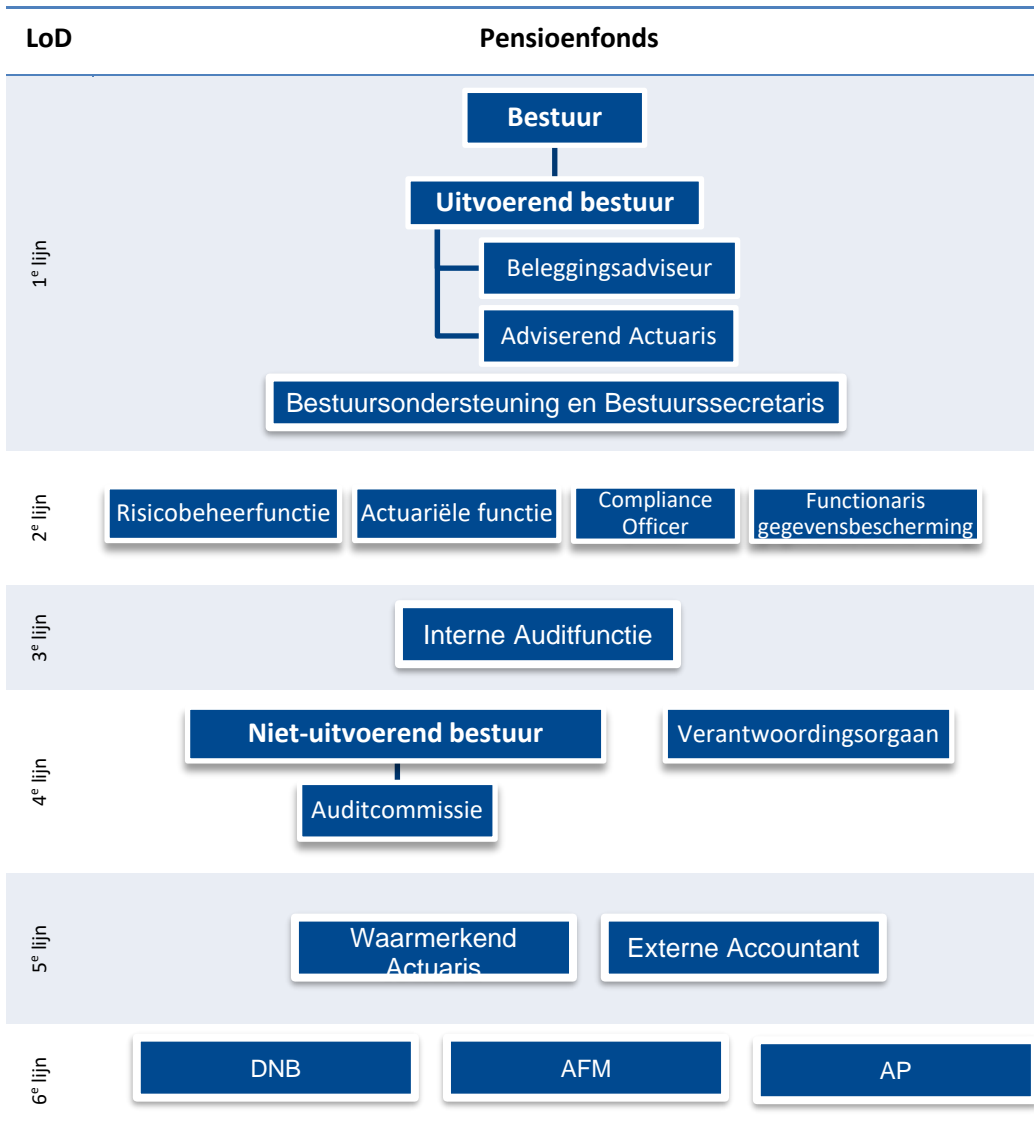 LoD Pensioenfonds
1e lijn
Bestuur
Uitvoerend bestuur
Beleggingsadviseur
Adviserend Actuaris
Bestuursondersteuning en Bestuurssecretaris
2e lijn
Risicobeheerfunctie
Actuariële functie
Compliance
Officer
Functionaris
gegevensbescherming
3e lijn
Interne Auditfunctie
4e lijn
Niet-uitvoerend bestuur
Verantwoordingsorgaan
Auditcommissie
5e lijn
Waarmerkend
Actuaris
Externe Accountant
6e lijn
DNB
AFM
AP